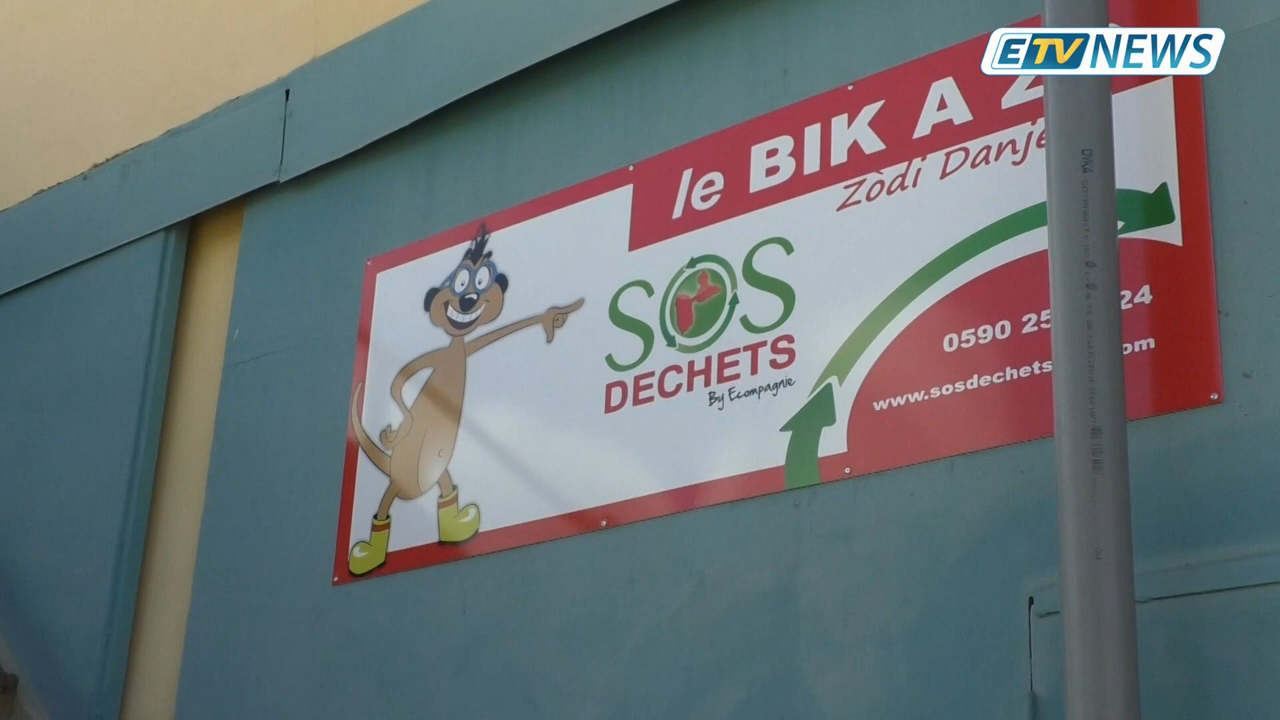 ETV NEWS
le BIK A Z
Zòdi Danje
SOS
DECHETS
By Ecompagnie
0590 25 24
www.sosdechets om